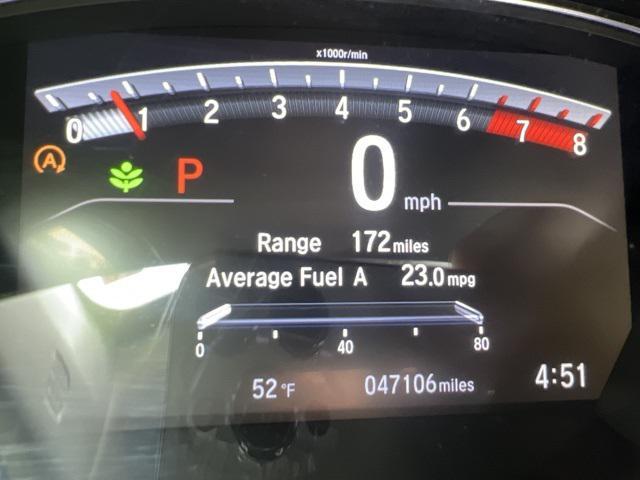 x1000r/min
0 1 2 3 4 5 6 7 8
A
P
0 mph
Range 172 miles
Average Fuel A 23.0 mpg
0 40 80
52 °F 047106 miles 4:51